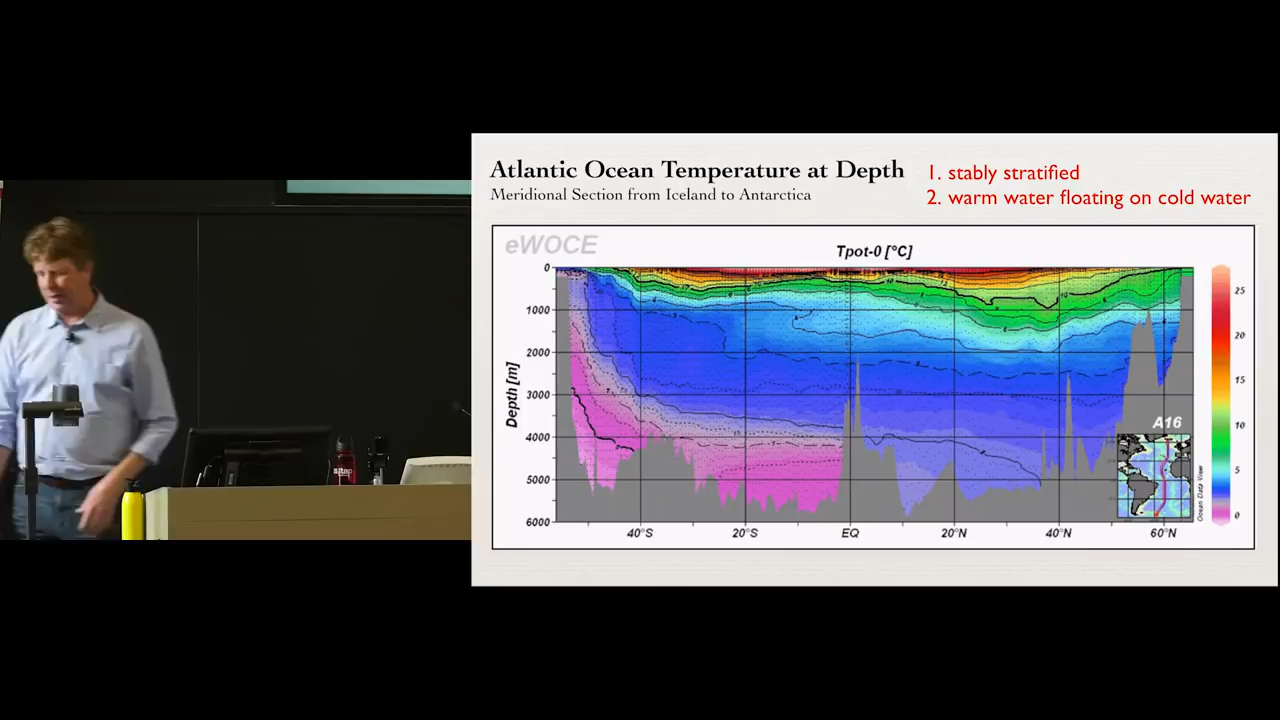 Atlantic Ocean Temperature at Depth
Meridional Section from Iceland to Antarctica
1. stably stratified
2. warm water floating on cold water
eWOCE
Tpot-0 [°C]
Depth [m]
0
1000
2000
3000
4000
5000
6000
40°S
20°S
EQ
20°N
40°N
60°N
25
20
15
10
5
0
A16
Ocean Data View